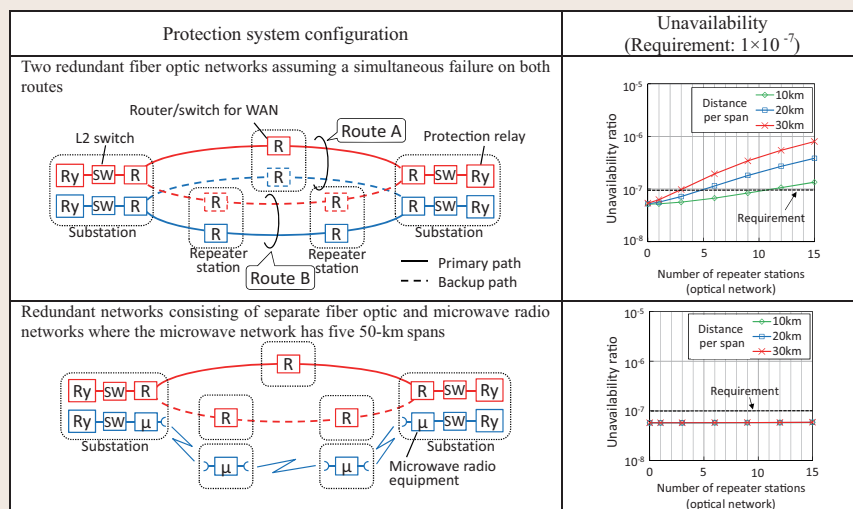 Protection system configuration
Unavailability
(Requirement: 1×10 -7)
Two redundant fiber optic networks assuming a simultaneous failure on both
routes
Router/switch for WAN
L2 switch
Route A
Protection relay
R
Ry SW R
R SW Ry
R
Ry SW R
R SW Ry
R R
Substation
Substation
R R
Repeater
station
Repeater
station
Route B
Primary path
Backup path
10-5
10-6
10-7
10-8
Unavailability ratio
Distance
per span
10km
20km
30km
Requirement
0 5 10 15
Number of repeater stations
(optical network)
Redundant networks consisting of separate fiber optic and microwave radio
networks where the microwave network has five 50-km spans
R
Ry SW R
R SW Ry
R R
Ry SW μ
μ SW Ry
Substation
Substation
μ μ
Microwave radio
equipment
10-5
10-6
10-7
10-8
Unavailability ratio
Distance
per span
10km
20km
30km
Requirement
0 5 10 15
Number of repeater stations
(optical network)